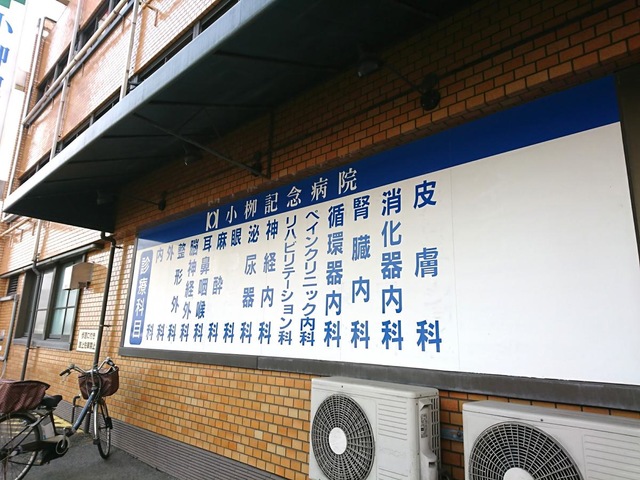 小柳記念病院
診療科目
内科
外科
整形外科
脳神経外科
耳鼻咽喉科
麻酔科
眼科
泌尿器科
神経内科
リハビリテーション科
ペインクリニック内科
循環器内科
腎臓内科
消化器内科
皮膚科